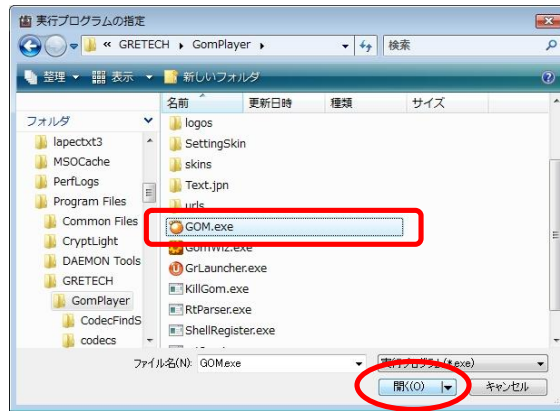 実行プログラムの指定
« GRETECH ▸ GomPlayer ▸
検索
整理 ▼ 表示 ▼ 新しいフォルダ
名前 更新日時 種類 サイズ
フォルダ
lapectxt3
MSOCache
PerfLogs
Program Files
Common Files
CryptLight
DAEMON Tools
GRETECH
GomPlayer
CodecFindS
codecs
logos
SettingSkin
skins
Text.jpn
urls
GOM.exe
GomWiz.exe
GrLauncher.exe
KillGom.exe
RtParser.exe
ShellRegister.exe
ファイル名(N): GOM.exe
実行プログラム(*.exe)
開く(O)
キャンセル